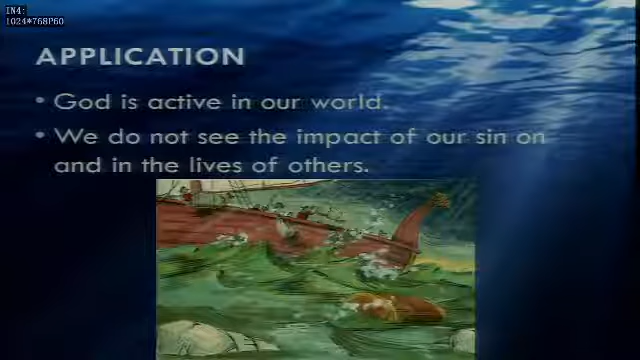 IN4:
1024*768P60
APPLICATION
• God is active in our world.
• We do not see the impact of our sin on
and in the lives of others.